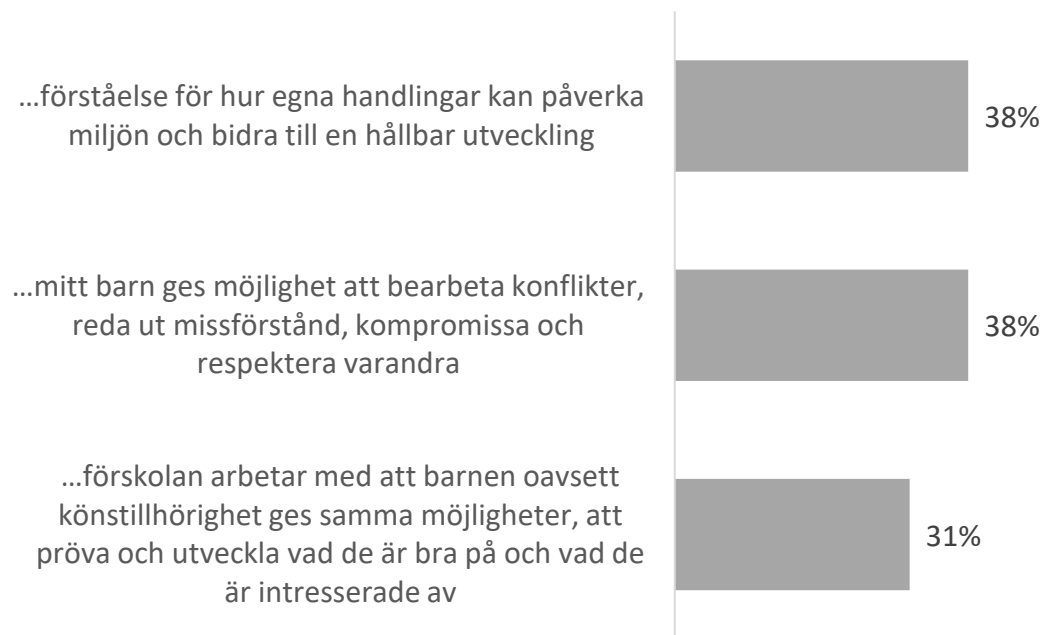 ...förståelse för hur egna handlingar kan påverka
miljön och bidra till en hållbar utveckling
38%
...mitt barn ges möjlighet att bearbeta konflikter,
reda ut missförstånd, kompromissa och
respektera varandra
38%
...förskolan arbetar med att barnen oavsett
könstillhörighet ges samma möjligheter, att
pröva och utveckla vad de är bra på och vad de
är intresserade av
31%